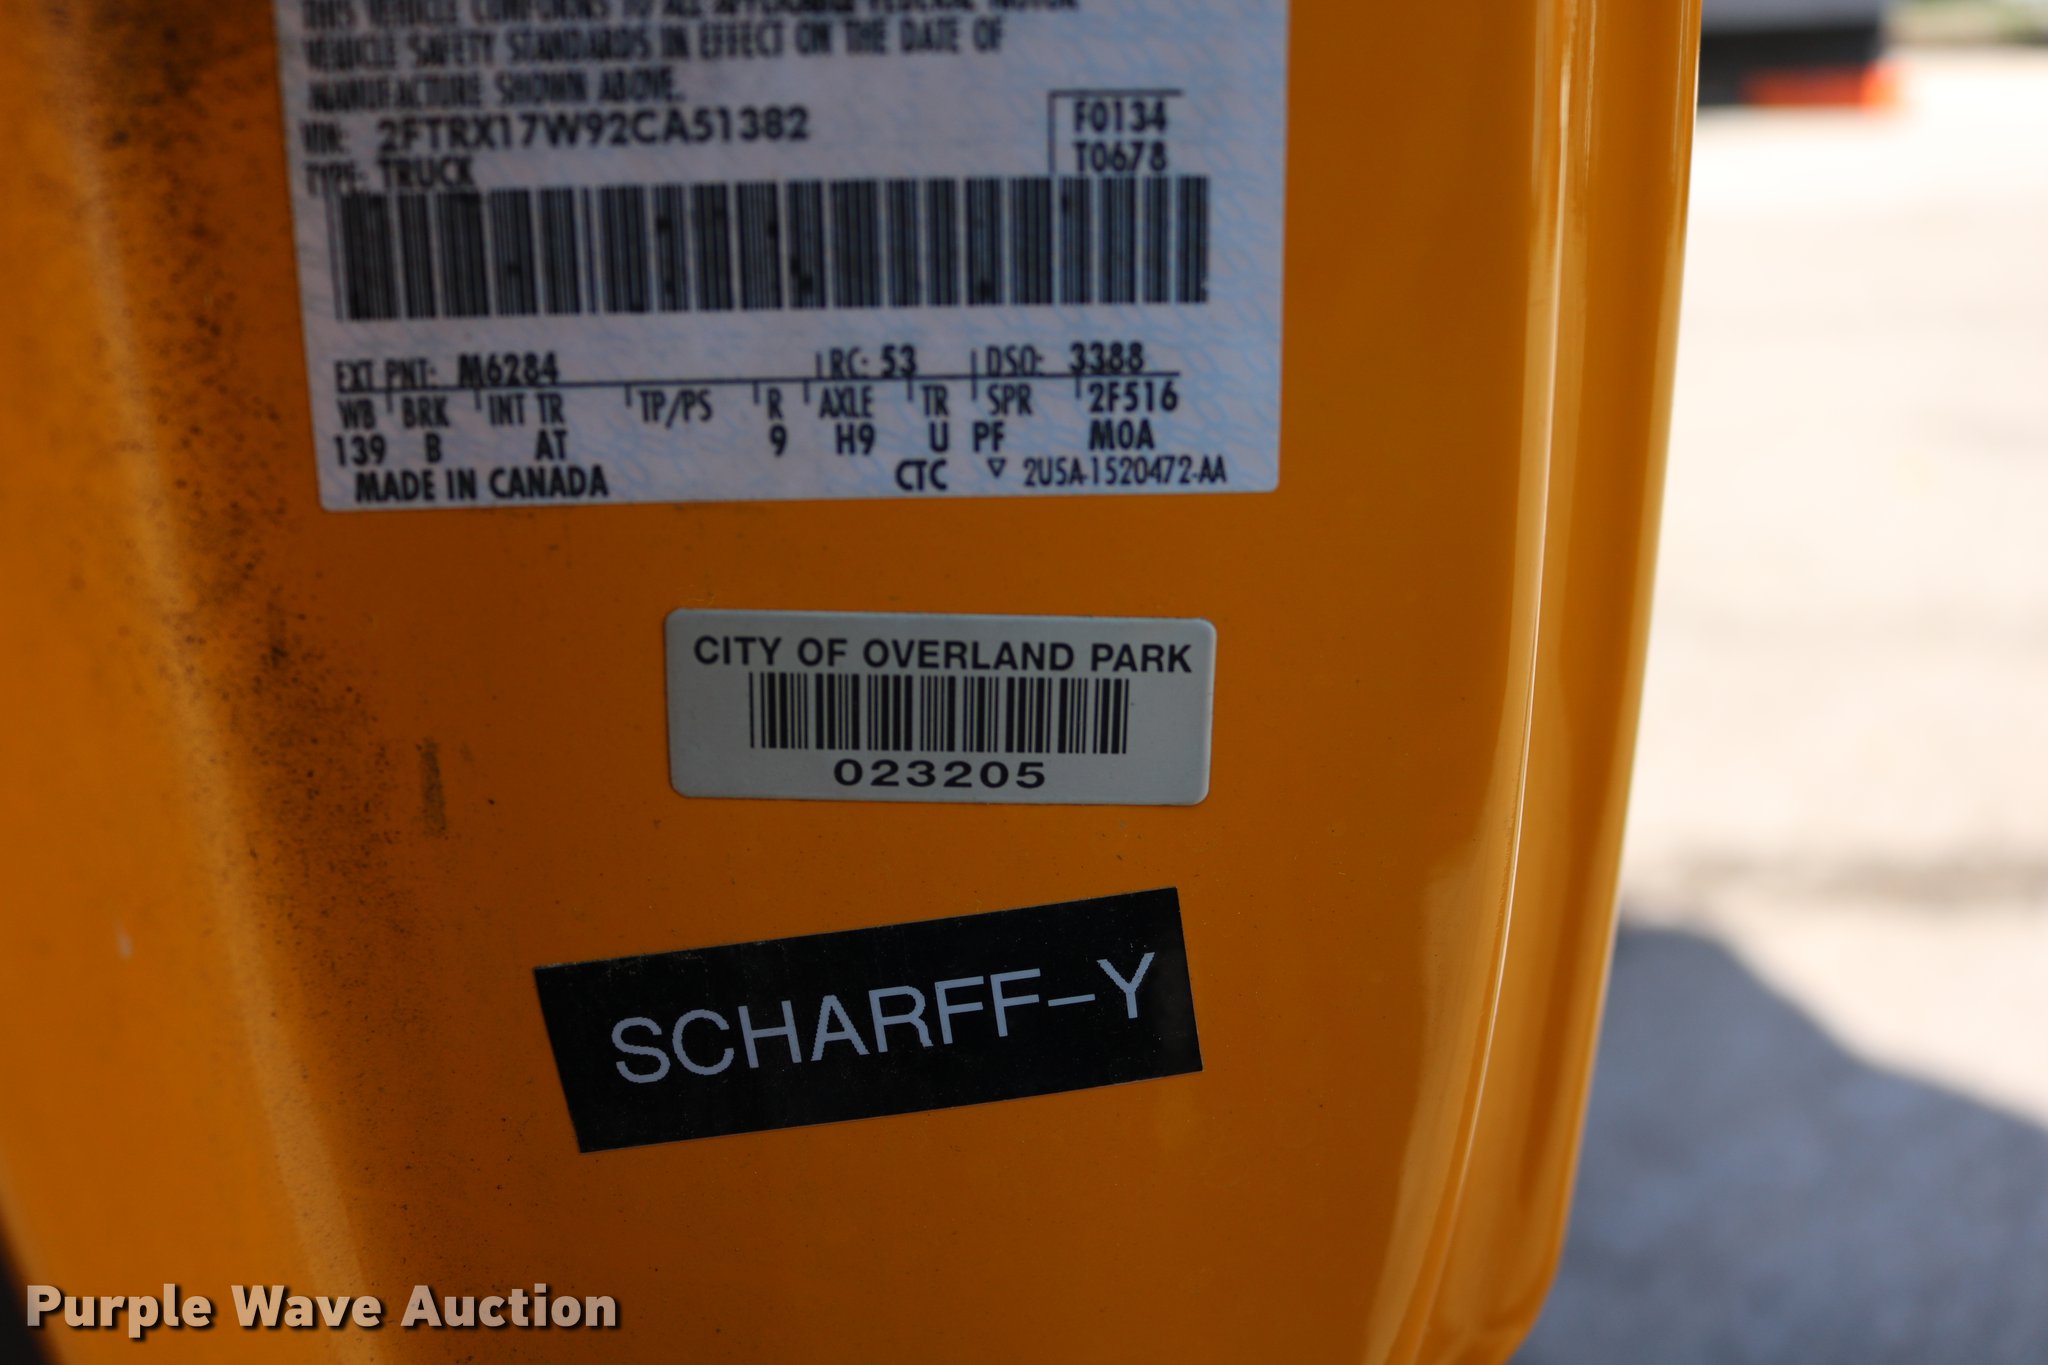 THIS VEHICLE CONFORMS TO ALL APPLICABLE FEDERAL MOTOR
VEHICLE SAFETY STANDARDS IN EFFECT ON THE DATE OF
MANUFACTURE SHOWN ABOVE.
VIN: 2FTRX17W92CA51382
F0134
TYPE: TRUCK
T0678
EXT PNT: M6284 RC: 53 DSO: 3388
WB BRK INT TR TP/PS R AXLE TR SPR 2F516
139 B AT 9 H9 U PF M0A
MADE IN CANADA CTC ▽ 2U5A-1520472-AA
CITY OF OVERLAND PARK
023205
SCHARFF-Y
Purple Wave Auction